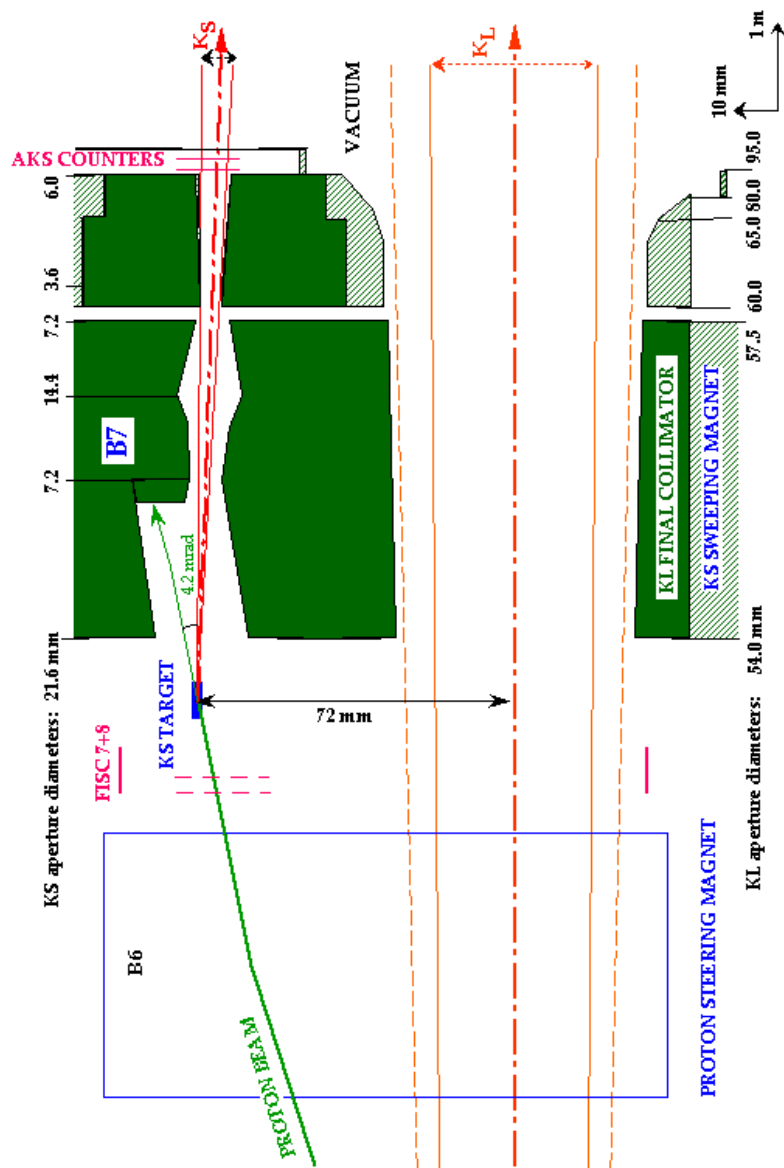 KS aperture diameters: 21.6 mm 7.2 14.4 7.2 3.6 6.0
FISC 7+8
AKS COUNTERS
B6
B7
K_S
KS TARGET
4.2 mrad
PROTON BEAM
72 mm
VACUUM
K_L
KL FINAL COLLIMATOR
KS SWEEPING MAGNET
PROTON STEERING MAGNET
10 mm
1 m
KL aperture diameters: 54.0 mm 57.5 60.0 65.0 80.0 95.0